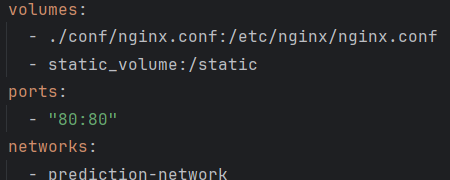 volumes:
- ./conf/nginx.conf:/etc/nginx/nginx.conf
- static_volume:/static
ports:
- "80:80"
networks:
- prediction-network